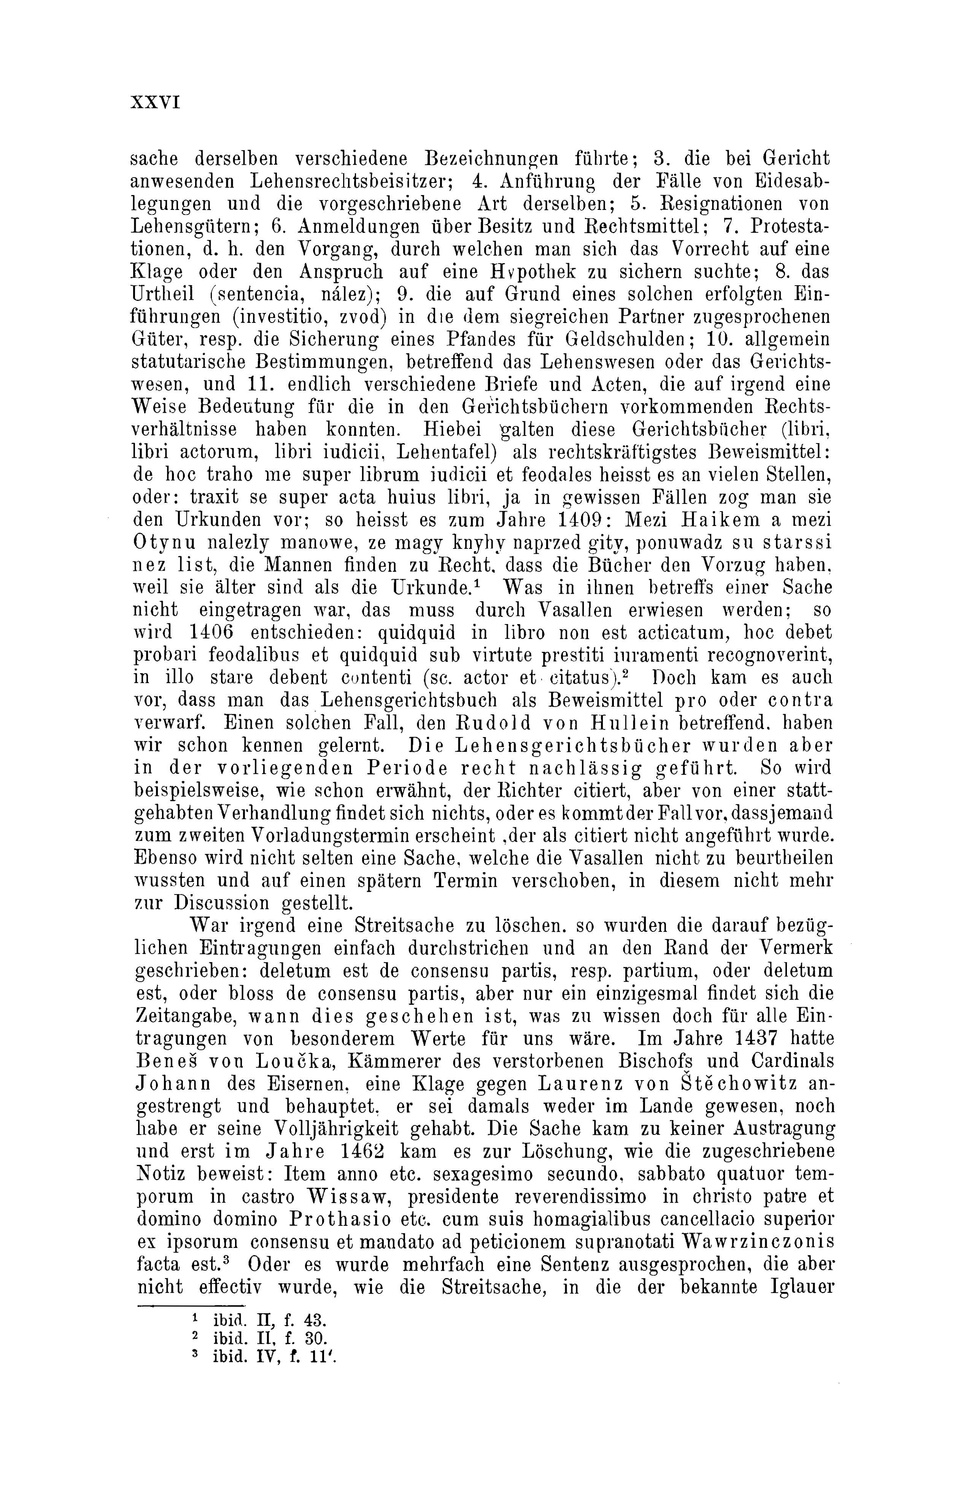 XXVI
sache derselben verschiedene Bezeichnungen führte; 3. die bei Gericht
anwesenden Lehensrechtsbeisitzer; 4. Anführung der Fälle von Eidesab-
legungen und die vorgeschriebene Art derselben; 5. Resignationen von
Lehensgütern; 6. Anmeldungen über Besitz und Rechtsmittel; 7. Protesta-
tionen, d. h. den Vorgang, durch welchen man sich das Vorrecht auf eine
Klage oder den Anspruch auf eine Hypothek zu sichern suchte; 8. das
Urtheil (sentencia, nález); 9. die auf Grund eines solchen erfolgten Ein-
führungen (investitio, zvod) in die dem siegreichen Partner zugesprochenen
Güter, resp. die Sicherung eines Pfandes für Geldschulden; 10. allgemein
statutarische Bestimmungen, betreffend das Lehenswesen oder das Gerichts-
wesen, und 11. endlich verschiedene Briefe und Acten, die auf irgend eine
Weise Bedeutung für die in den Gerichtsbüchern vorkommenden Rechts-
verhältnisse haben konnten. Hiebei galten diese Gerichtsbücher (libri,
libri actorum, libri iudicii, Lehentafel) als rechtskräftigstes Beweismittel:
de hoc traho me super librum iudicii et feodales heisst es an vielen Stellen,
oder: traxit se super acta huius libri, ja in gewissen Fällen zog man sie
den Urkunden vor; so heisst es zum Jahre 1409: Mezi Haikem a mezi
Otynu nalezly manowe, ze magy knyhy naprzed gity, ponuwadz su starssi
nez list, die Mannen finden zu Recht, dass die Bücher den Vorzug haben,
weil sie älter sind als die Urkunde.¹ Was in ihnen betreffs einer Sache
nicht eingetragen war, das muss durch Vasallen erwiesen werden; so
wird 1406 entschieden: quidquid in libro non est acticatum, hoc debet
probari feodalibus et quidquid sub virtute prestiti iuramenti recognoverint,
in illo stare debent contenti (sc. actor et citatus).² Doch kam es auch
vor, dass man das Lehensgerichtsbuch als Beweismittel pro oder contra
verwarf. Einen solchen Fall, den Rudold von Hullein betreffend, haben
wir schon kennen gelernt. Die Lehensgerichtsbücher wurden aber
in der vorliegenden Periode recht nachlässig geführt. So wird
beispielsweise, wie schon erwähnt, der Richter citiert, aber von einer statt-
gehabten Verhandlung findet sich nichts, oder es kommt der Fall vor, dass jemand
zum zweiten Vorladungstermin erscheint ,der als citiert nicht angeführt wurde.
Ebenso wird nicht selten eine Sache, welche die Vasallen nicht zu beurtheilen
wussten und auf einen spätern Termin verschoben, in diesem nicht mehr
zur Discussion gestellt.
War irgend eine Streitsache zu löschen, so wurden die darauf bezüg-
lichen Eintragungen einfach durchstrichen und an den Rand der Vermerk
geschrieben: deletum est de consensu partis, resp. partium, oder deletum
est, oder bloss de consensu partis, aber nur ein einzigesmal findet sich die
Zeitangabe, wann dies geschehen ist, was zu wissen doch für alle Ein-
tragungen von besonderem Werte für uns wäre. Im Jahre 1437 hatte
Beneš von Loučka, Kämmerer des verstorbenen Bischofs und Cardinals
Johann des Eisernen, eine Klage gegen Laurenz von Štěchowitz an-
gestrengt und behauptet, er sei damals weder im Lande gewesen, noch
habe er seine Volljährigkeit gehabt. Die Sache kam zu keiner Austragung
und erst im Jahre 1462 kam es zur Löschung, wie die zugeschriebene
Notiz beweist: Item anno etc. sexagesimo secundo, sabbato quatuor tem-
porum in castro Wissaw, presidente reverendissimo in christo patre et
domino domino Prothasio etc. cum suis homagialibus cancellacio superior
ex ipsorum consensu et mandato ad peticionem supranotati Wawrzinczonis
facta est.³ Oder es wurde mehrfach eine Sentenz ausgesprochen, die aber
nicht effectiv wurde, wie die Streitsache, in die der bekannte Iglauer
¹ ibid. II, f. 43.
² ibid. II, f. 30.
³ ibid. IV, f. 11'.